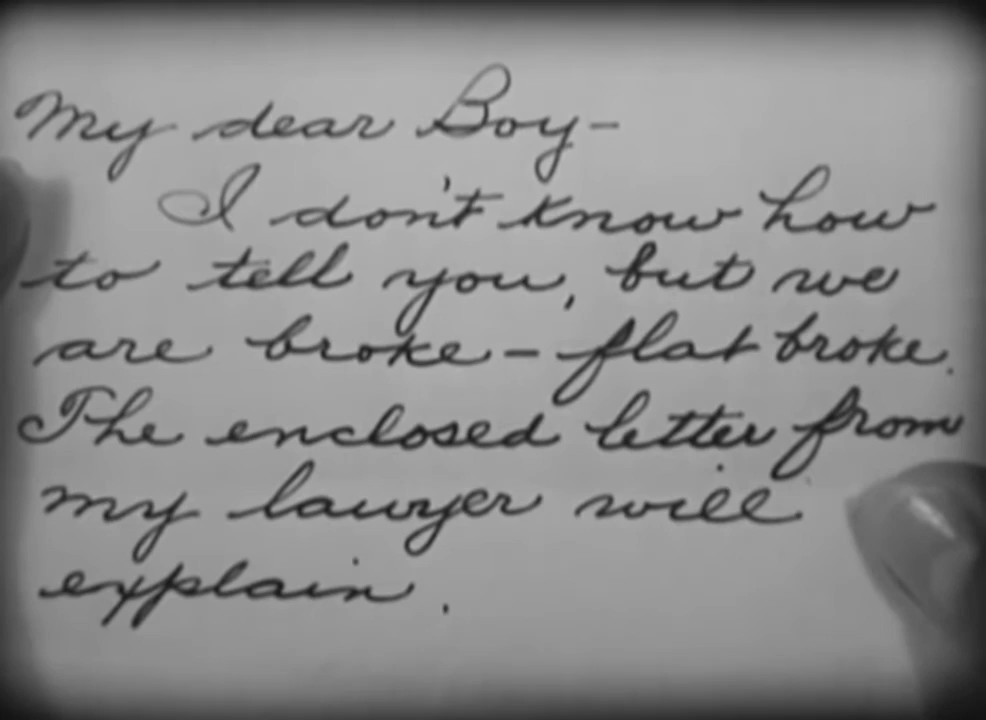 My dear Boy-
I don't know how
to tell you, but we
are broke - flat broke.
The enclosed letter from
my lawyer will
explain.